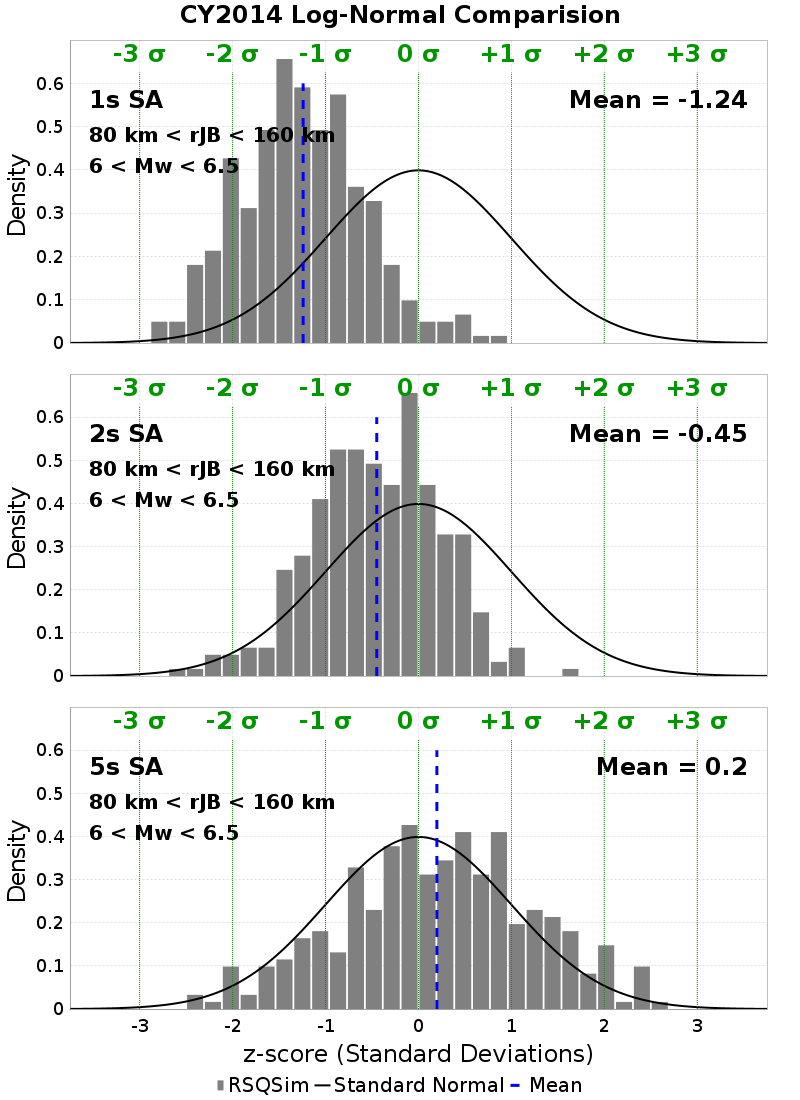 CY2014 Log-Normal Comparision
-3 σ -2 σ -1 σ 0 σ +1 σ +2 σ +3 σ
1s SA Mean = -1.24
80 km < rJB < 160 km
6 < Mw < 6.5
Density
0.6
0.5
0.4
0.3
0.2
0.1
0
-3 σ -2 σ -1 σ 0 σ +1 σ +2 σ +3 σ
2s SA Mean = -0.45
80 km < rJB < 160 km
6 < Mw < 6.5
Density
0.6
0.5
0.4
0.3
0.2
0.1
0
-3 σ -2 σ -1 σ 0 σ +1 σ +2 σ +3 σ
5s SA Mean = 0.2
80 km < rJB < 160 km
6 < Mw < 6.5
Density
0.6
0.5
0.4
0.3
0.2
0.1
0
-3 -2 -1 0 1 2 3
z-score (Standard Deviations)
RSQSim Standard Normal Mean